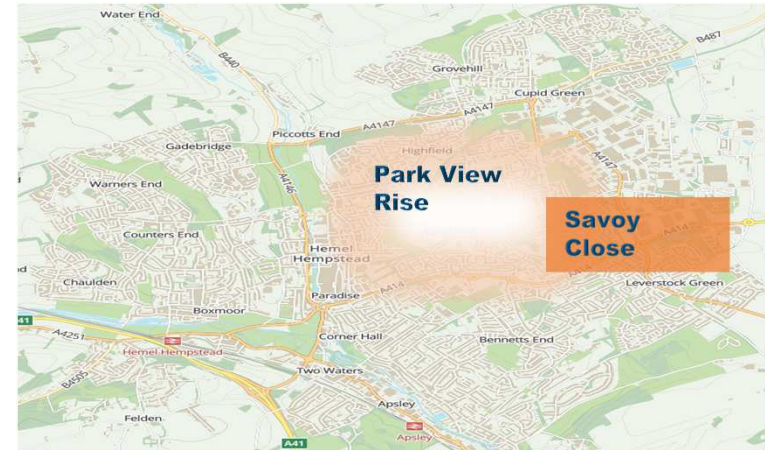 Water End
B440
B487
Grovehill
Cupid Green
A4147
A4147
Piccotts End
Gadebridge
Highfield
A4147
Park View
Rise
A4146
Warners End
Savoy
Close
Counters End
Hemel
Hempstead
A414
A414
Chaulden
Leverstock Green
Paradise
Boxmoor
41
A4251
Corner Hall
Bennetts End
Hemel Hempstead
Two Waters
B4505
Apsley
Felden
A41
Apsley